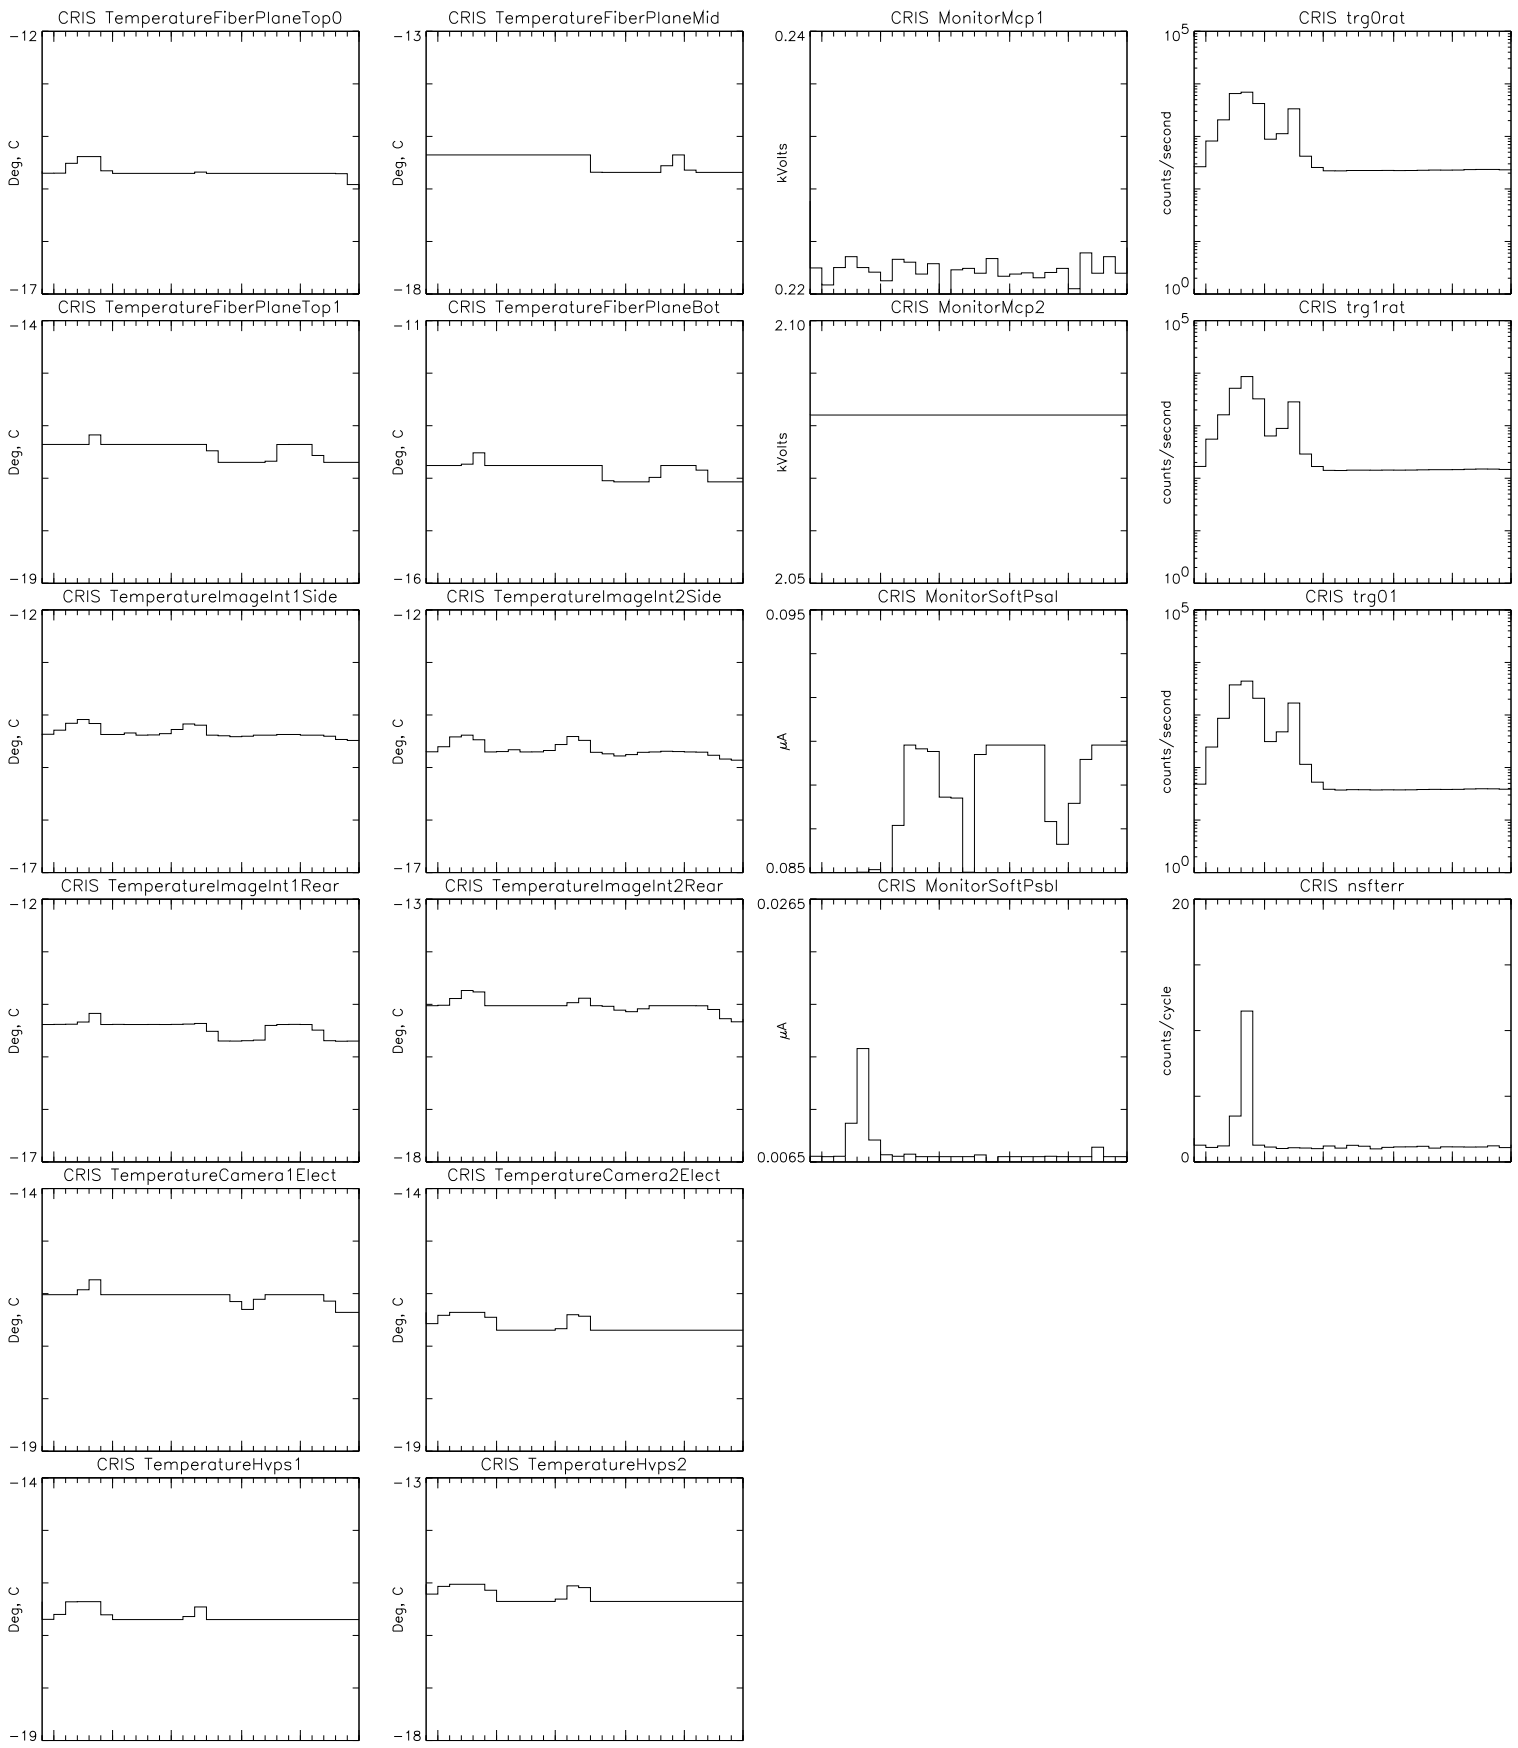 CRIS TemperatureFiberPlaneTop0
-12
Deg, C
-17
CRIS TemperatureFiberPlaneMid
-13
Deg, C
-18
CRIS MonitorMcp1
0.24
kVolts
0.22
CRIS trg0rat
10^5
counts/second
10^0
CRIS TemperatureFiberPlaneTop1
-14
Deg, C
-19
CRIS TemperatureFiberPlaneBot
-11
Deg, C
-16
CRIS MonitorMcp2
2.10
kVolts
2.05
CRIS trg1rat
10^5
counts/second
10^0
CRIS TemperatureImageInt1Side
-12
Deg, C
-17
CRIS TemperatureImageInt2Side
-12
Deg, C
-17
CRIS MonitorSoftPsaI
0.095
μA
0.085
CRIS trg01
10^5
counts/second
10^0
CRIS TemperatureImageInt1Rear
-12
Deg, C
-17
CRIS TemperatureImageInt2Rear
-13
Deg, C
-18
CRIS MonitorSoftPsbI
0.0265
μA
0.0065
CRIS nsfterr
20
counts/cycle
0
CRIS TemperatureCamera1Elect
-14
Deg, C
-19
CRIS TemperatureCamera2Elect
-14
Deg, C
-19
CRIS TemperatureHvps1
-14
Deg, C
-19
CRIS TemperatureHvps2
-13
Deg, C
-18